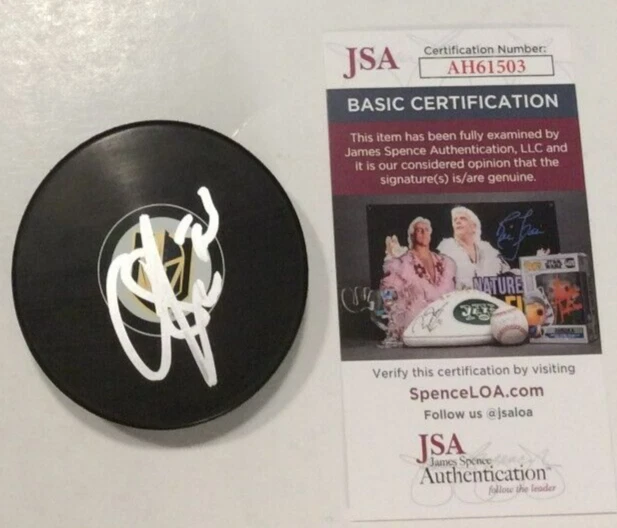 JSA
Certification Number:
AH61503
BASIC CERTIFICATION
This item has been fully examined by
James Spence Authentication, LLC and
it is our considered opinion that the
signature(s) is/are genuine.
NATURE
JETS
Verify this certification by visiting
SpenceLOA.com
Follow us @jsaloa
JSA
James Spence
Authentication
follow the leader